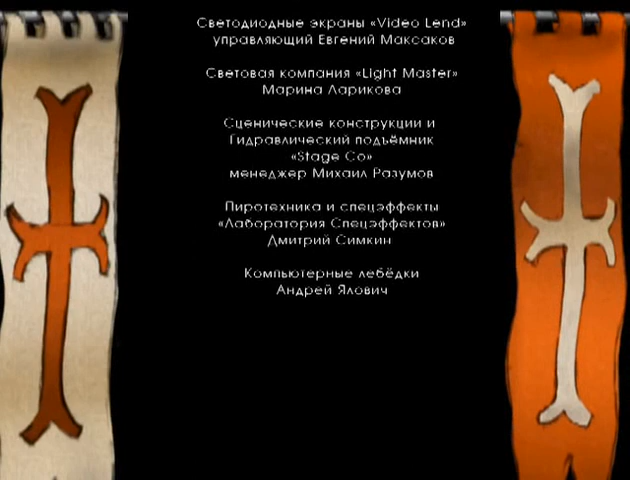 Светодиодные экраны «Video Lend»
управляющий Евгений Максаков
Световая компания «Light Master»
Марина Ларикова
Сценические конструкции и
Гидравлический подъёмник
«Stage Co»
менеджер Михаил Разумов
Пиротехника и спецэффекты
«Лаборатория Спецэффектов»
Дмитрий Симкин
Компьютерные лебёдки
Андрей Ялович